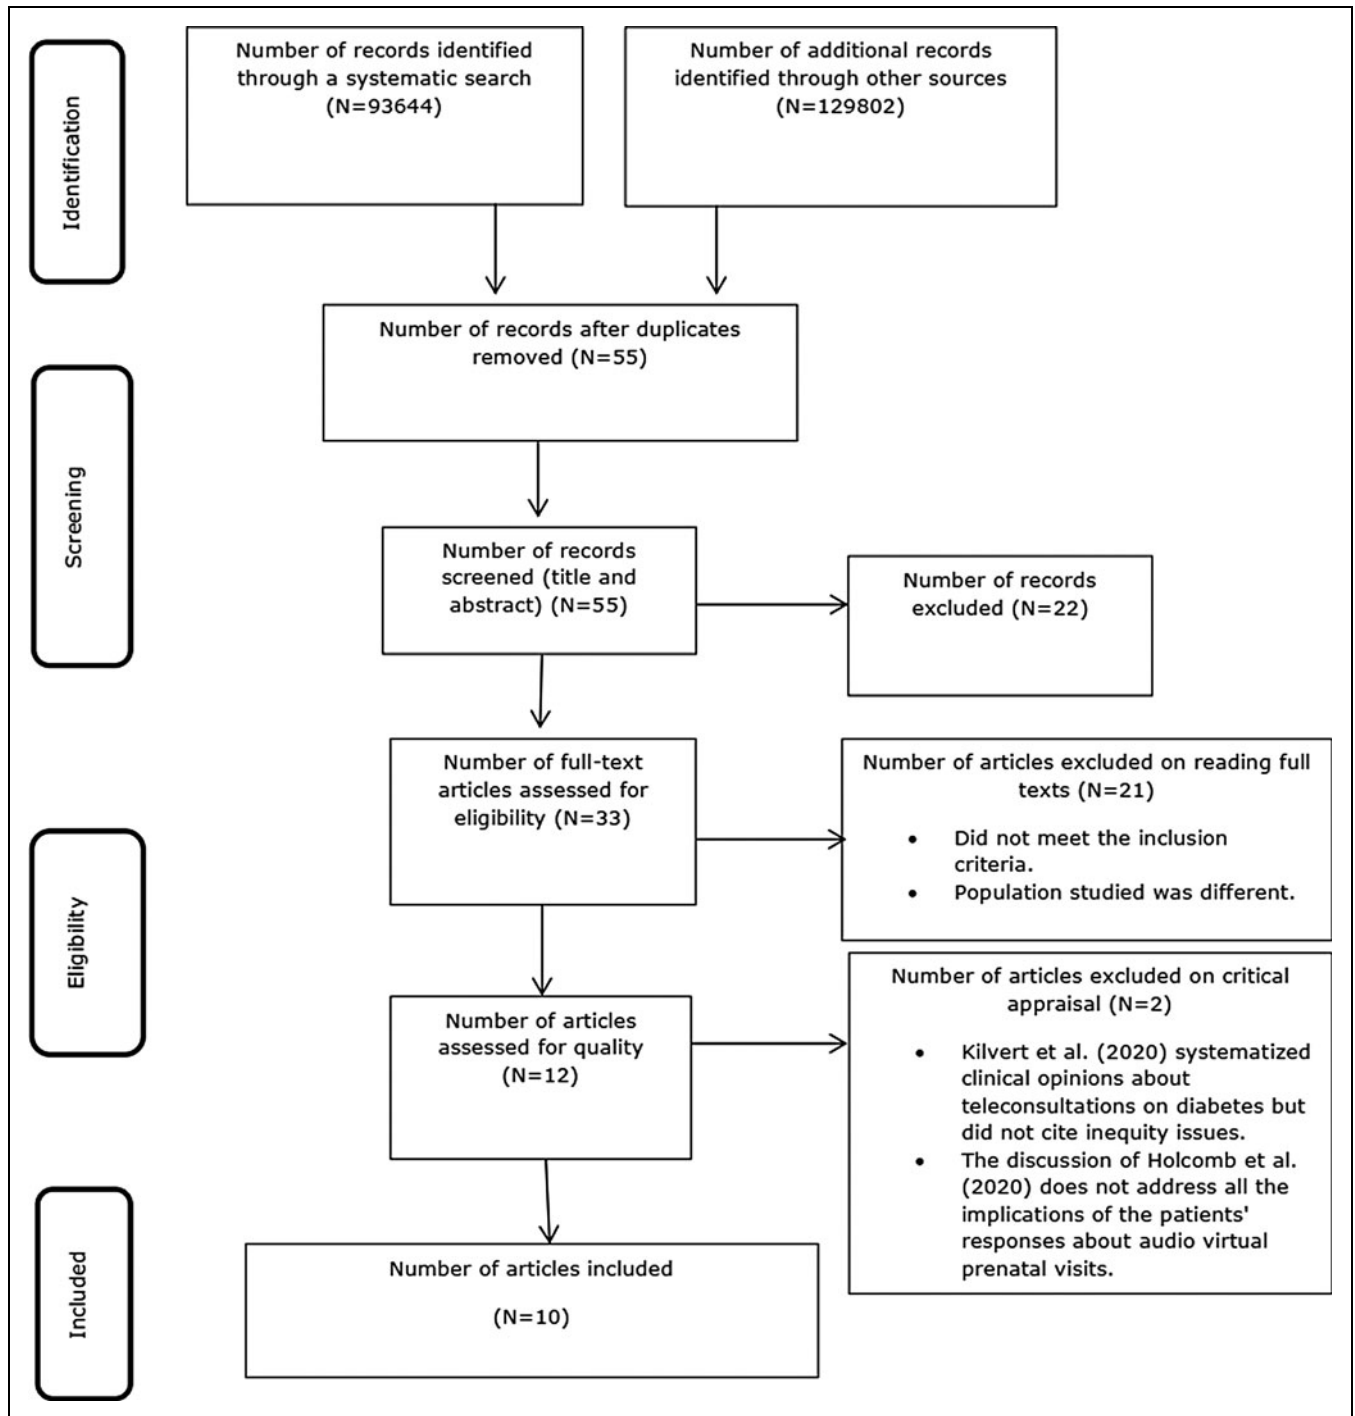 Identification
Number of records identified
through a systematic search
(N=93644)
Number of additional records
identified through other sources
(N=129802)
Number of records after duplicates
removed (N=55)
Screening
Number of records
screened (title and
abstract) (N=55)
Number of records
excluded (N=22)
Eligibility
Number of full-text
articles assessed for
eligibility (N=33)
Number of articles excluded on reading full
texts (N=21)
• Did not meet the inclusion
criteria.
• Population studied was different.
Number of articles
assessed for quality
(N=12)
Number of articles excluded on critical
appraisal (N=2)
• Kilvert et al. (2020) systematized
clinical opinions about
teleconsultations on diabetes but
did not cite inequity issues.
• The discussion of Holcomb et al.
(2020) does not address all the
implications of the patients'
responses about audio virtual
prenatal visits.
Included
Number of articles included
(N=10)